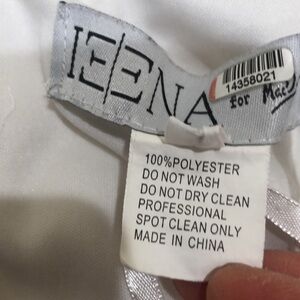 IEENA
14358021
for Mac
100%POLYESTER
DO NOT WASH
DO NOT DRY CLEAN
PROFESSIONAL
SPOT CLEAN ONLY
MADE IN CHINA